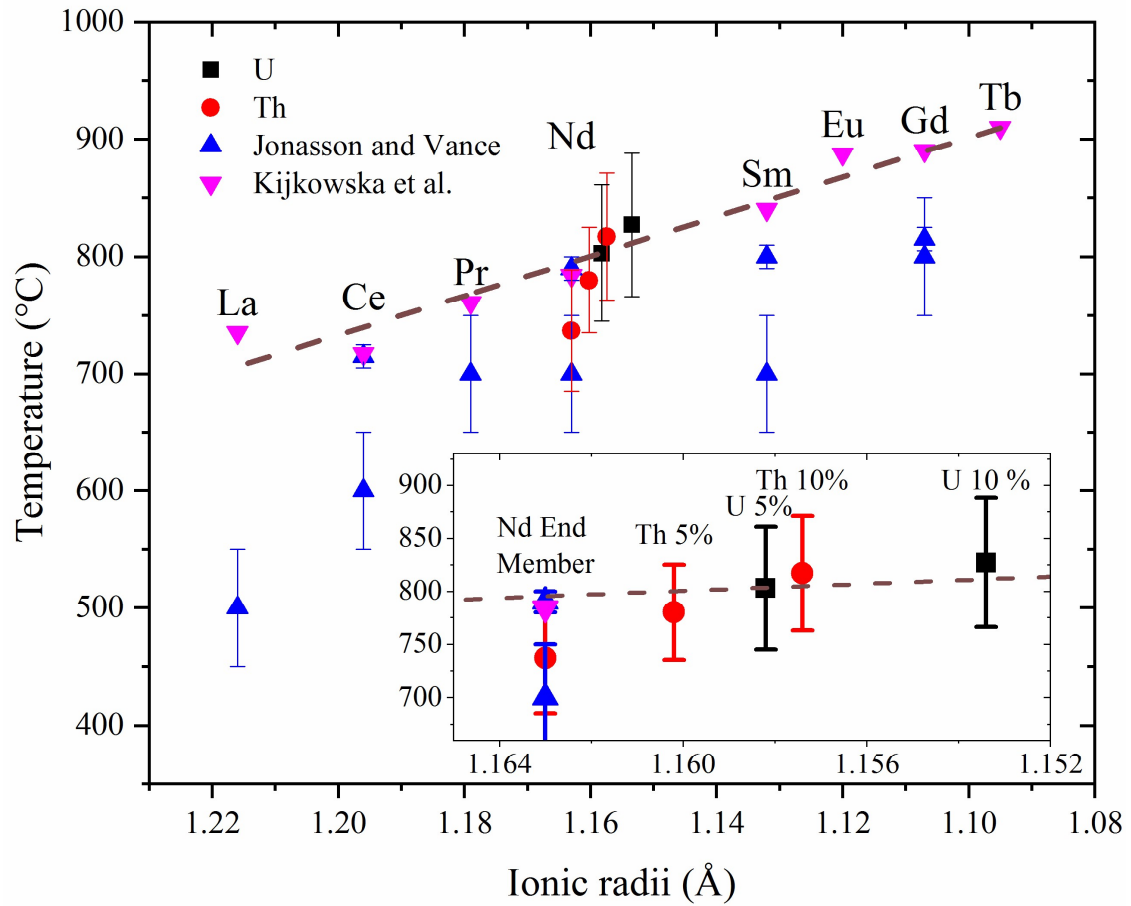 1000
900
800
700
600
500
400
Temperature (°C)
U
Th
Jonasson and Vance
Kijkowska et al.
La
Ce
Pr
Nd
Sm
Eu
Gd
Tb
900
850
800
750
700
Nd End
Member
Th 5%
U 5%
Th 10%
U 10 %
1.164 1.160 1.156 1.152
1.22 1.20 1.18 1.16 1.14 1.12 1.10 1.08
Ionic radii (Å)